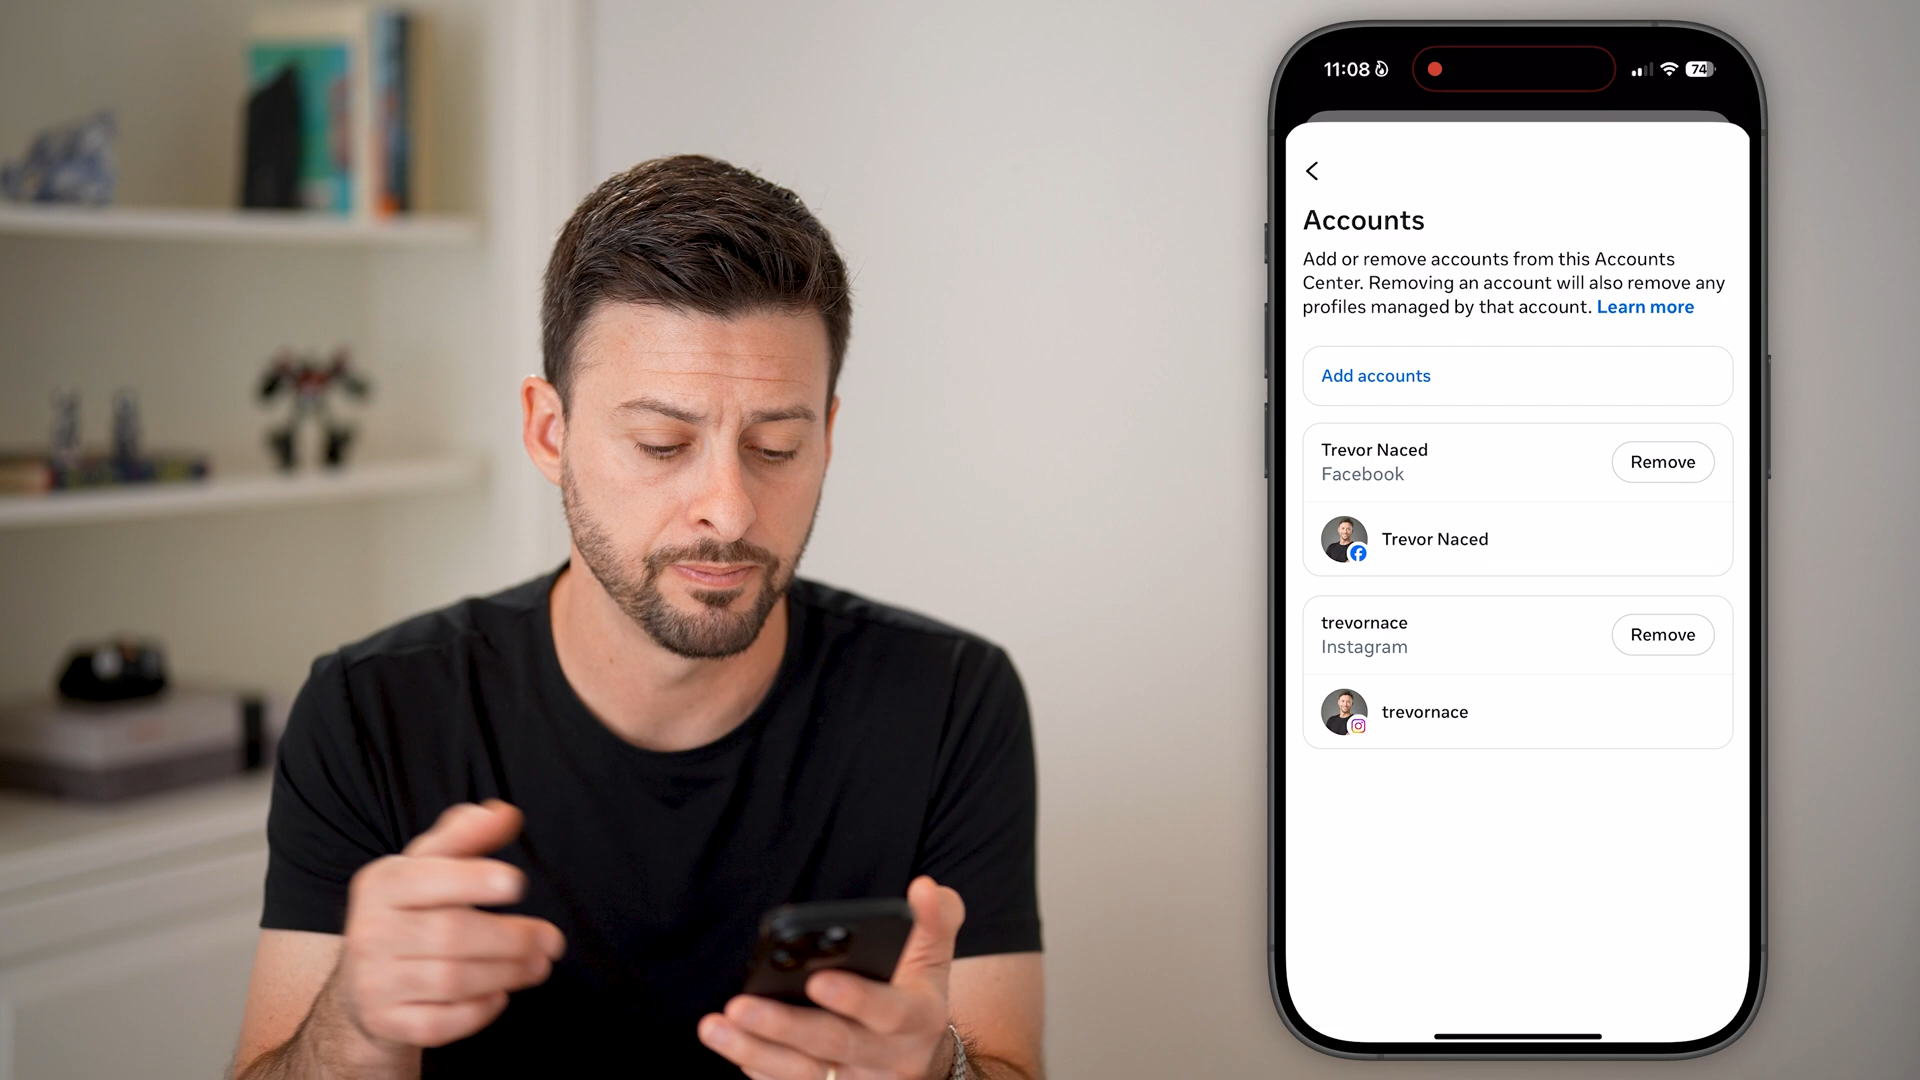 11:08
74
Accounts
Add or remove accounts from this Accounts
Center. Removing an account will also remove any
profiles managed by that account. Learn more
Add accounts
Trevor Naced
Facebook
Remove
Trevor Naced
trevornace
Instagram
Remove
trevornace